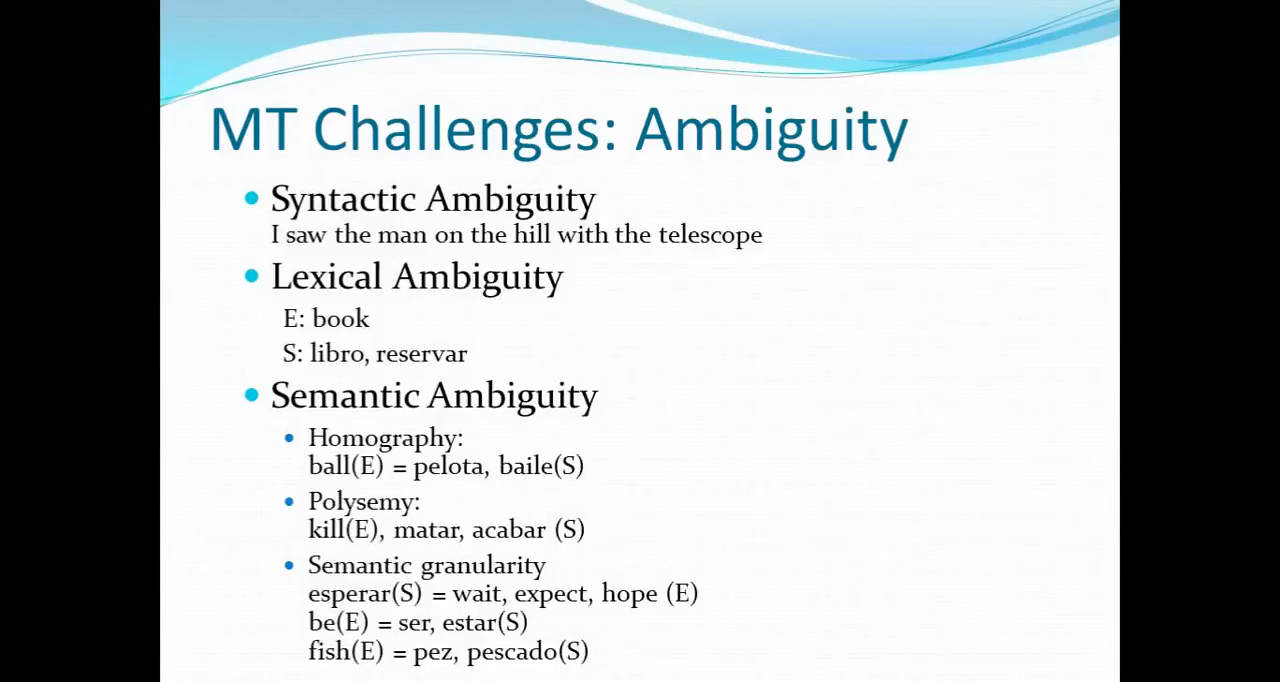 MT Challenges: Ambiguity
• Syntactic Ambiguity
I saw the man on the hill with the telescope
• Lexical Ambiguity
E: book
S: libro, reservar
• Semantic Ambiguity
• Homography:
ball(E) = pelota, baile(S)
• Polysemy:
kill(E), matar, acabar (S)
• Semantic granularity
esperar(S) = wait, expect, hope (E)
be(E) = ser, estar(S)
fish(E) = pez, pescado(S)